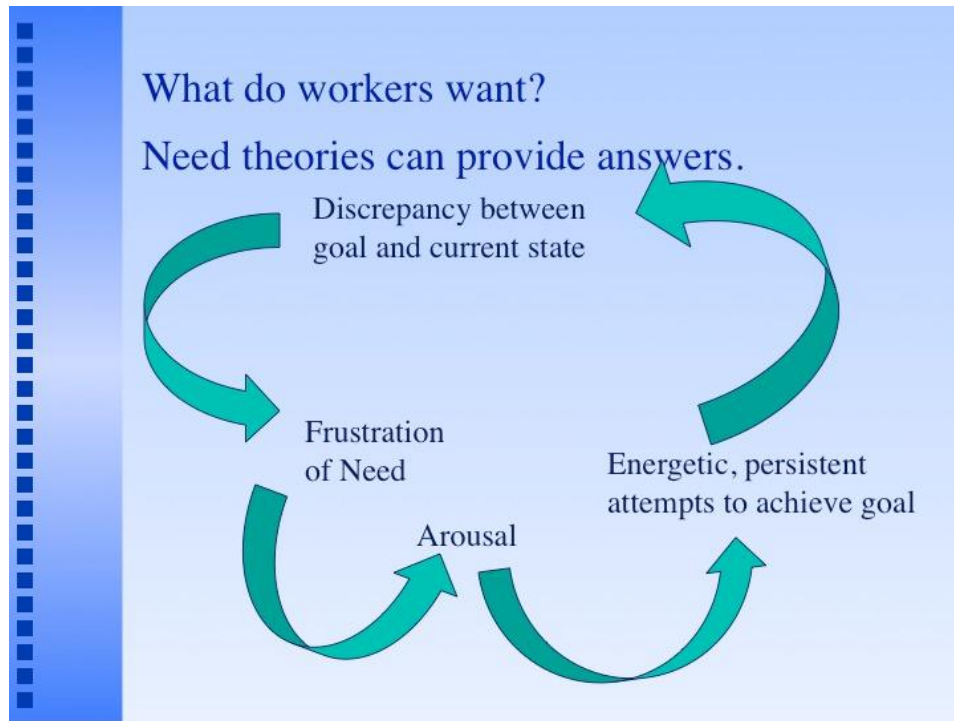 What do workers want?
Need theories can provide answers.
Discrepancy between
goal and current state
Frustration
of Need
Arousal
Energetic, persistent
attempts to achieve goal